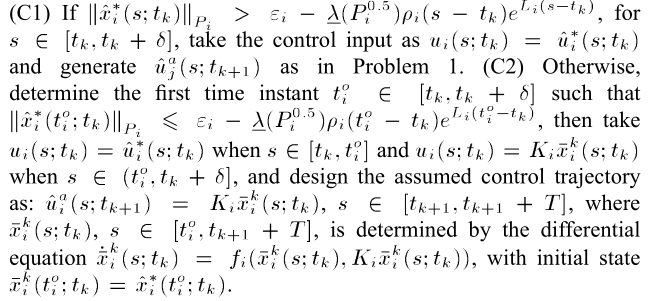 (C1) If $\|\hat{x}_i^*(s;t_k)\|_{P_i} > \varepsilon_i - \underline{\lambda}(P_i^{0.5})\rho_i(s-t_k)e^{L_i(s-t_k)}$, for
$s \in [t_k, t_k+\delta]$, take the control input as $u_i(s;t_k) = \hat{u}_i^*(s;t_k)$
and generate $\hat{u}_j^a(s;t_{k+1})$ as in Problem 1. (C2) Otherwise,
determine the first time instant $t_i^o \in [t_k, t_k+\delta]$ such that
$\|\hat{x}_i^*(t_i^o;t_k)\|_{P_i} \leqslant \varepsilon_i - \underline{\lambda}(P_i^{0.5})\rho_i(t_i^o-t_k)e^{L_i(t_i^o-t_k)}$, then take
$u_i(s;t_k) = \hat{u}_i^*(s;t_k)$ when $s \in [t_k, t_i^o]$ and $u_i(s;t_k) = K_i\bar{x}_i^k(s;t_k)$
when $s \in (t_i^o, t_k+\delta]$, and design the assumed control trajectory
as: $\hat{u}_i^a(s;t_{k+1}) = K_i\bar{x}_i^k(s;t_k)$, $s \in [t_{k+1}, t_{k+1}+T]$, where
$\bar{x}_i^k(s;t_k)$, $s \in [t_i^o, t_{k+1}+T]$, is determined by the differential
equation $\dot{\bar{x}}_i^k(s;t_k) = f_i(\bar{x}_i^k(s;t_k), K_i\bar{x}_i^k(s;t_k))$, with initial state
$\bar{x}_i^k(t_i^o;t_k) = \hat{x}_i^*(t_i^o;t_k)$.